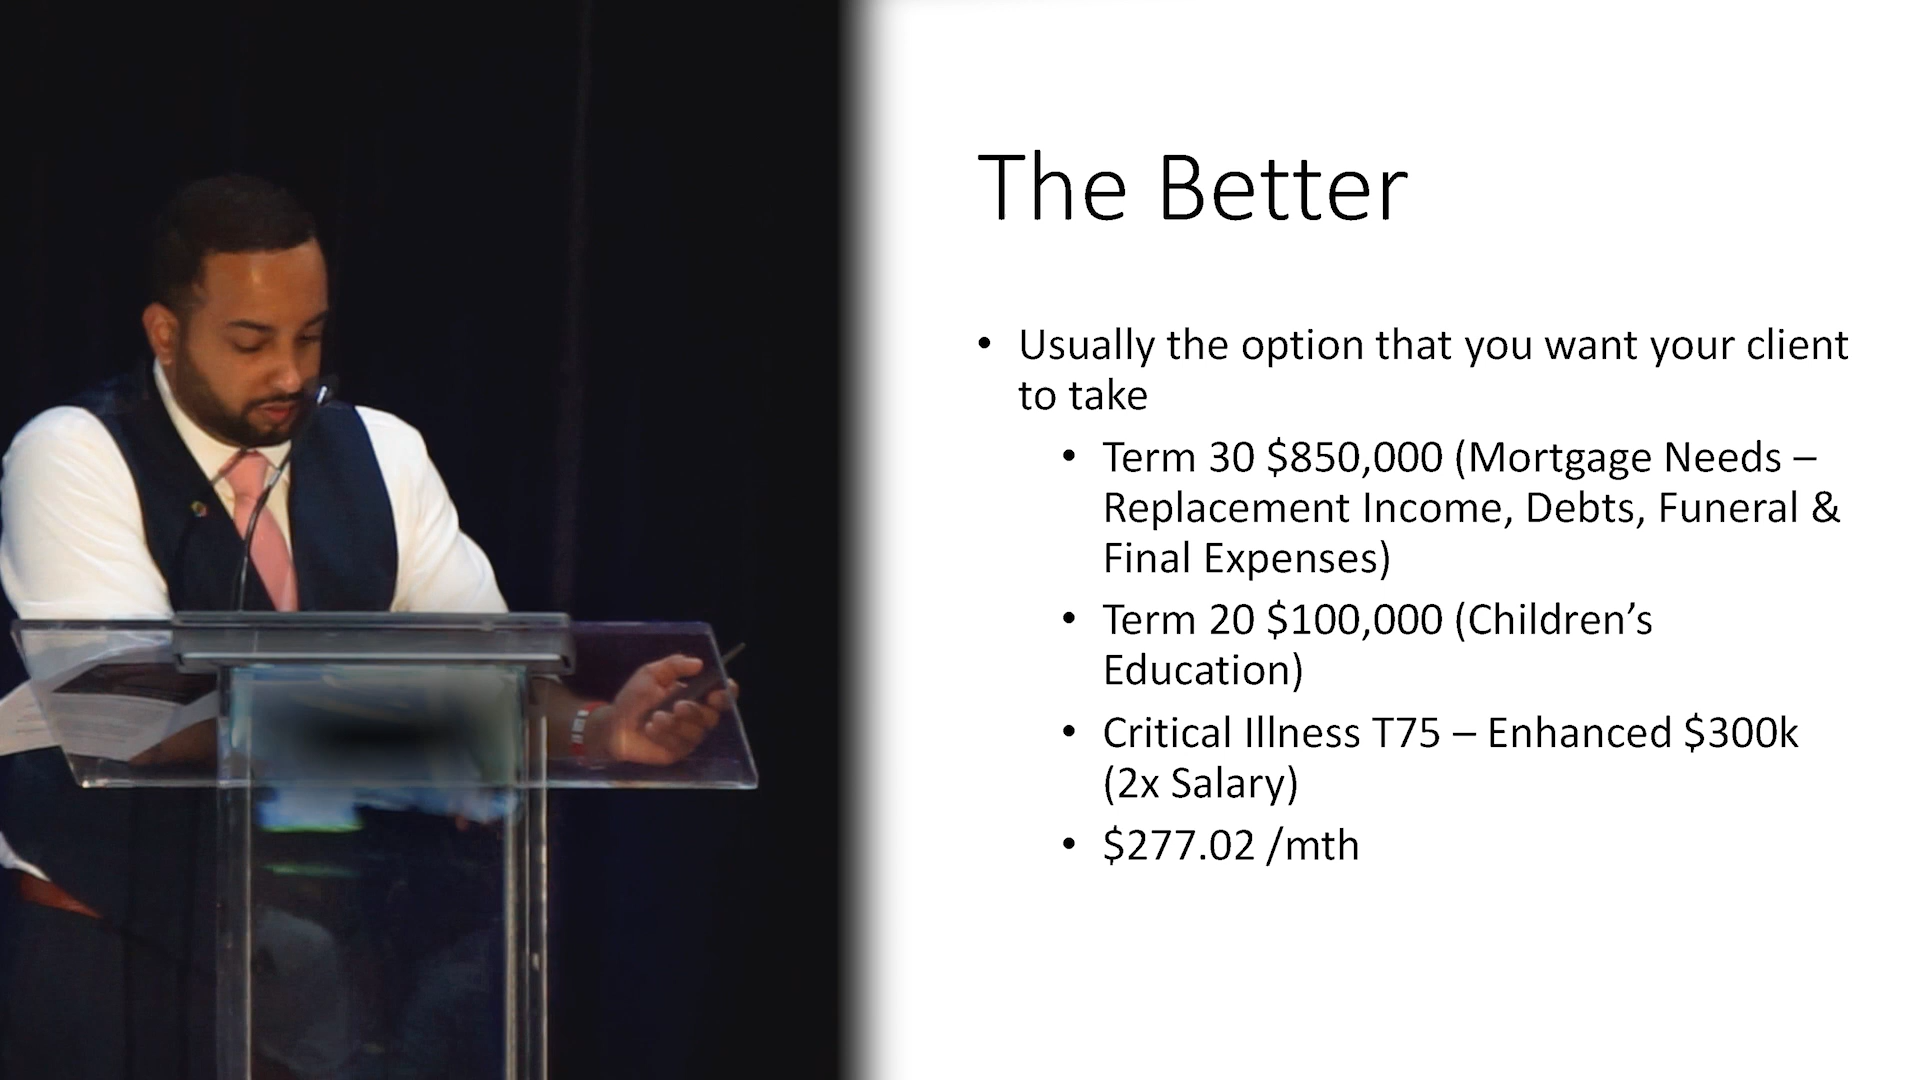 The Better
• Usually the option that you want your client
to take
• Term 30 $850,000 (Mortgage Needs –
Replacement Income, Debts, Funeral &
Final Expenses)
• Term 20 $100,000 (Children’s
Education)
• Critical Illness T75 – Enhanced $300k
(2x Salary)
• $277.02 /mth